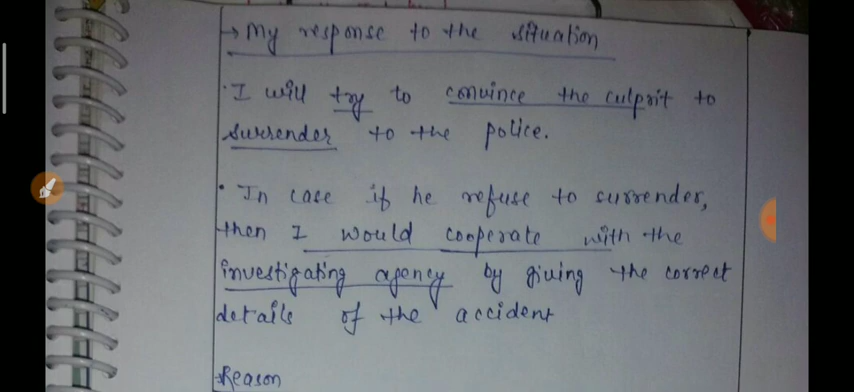 → My response to the situation
· I will try to convince the culprit to
surrender to the police.
· In case if he refuse to surrender,
then I would cooperate with the
investigating agency by giving the correct
details of the accident
→ Reason